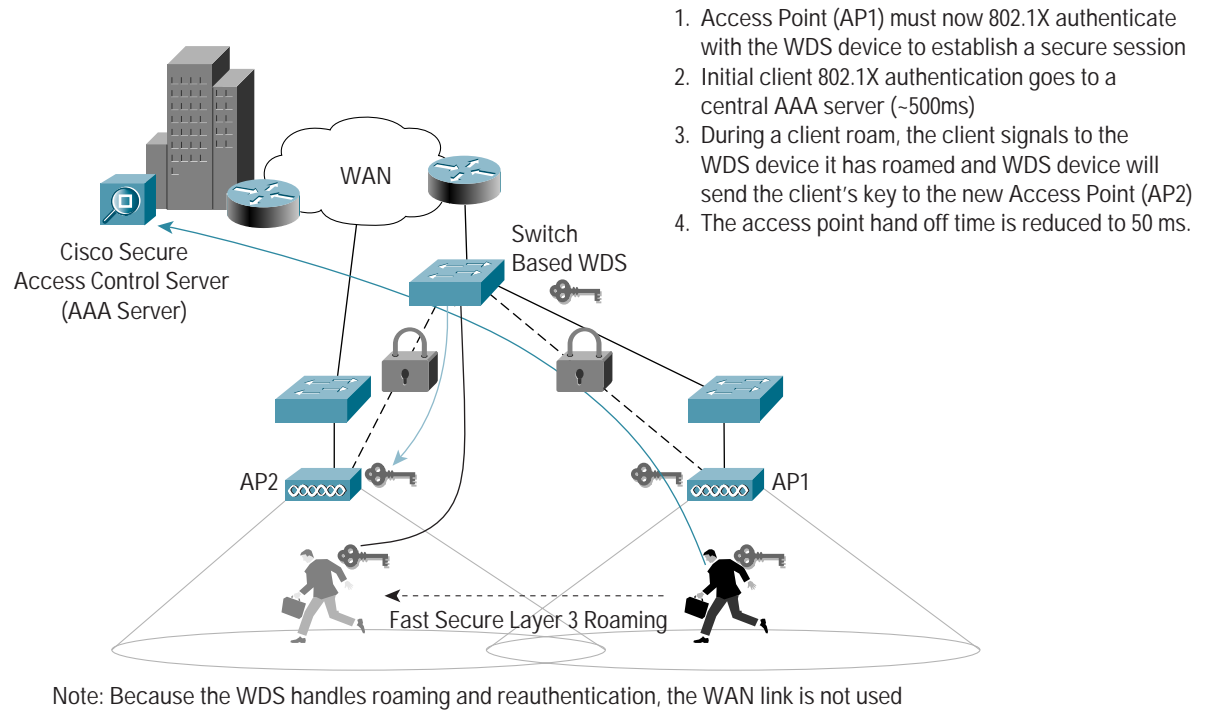 1. Access Point (AP1) must now 802.1X authenticate
with the WDS device to establish a secure session
2. Initial client 802.1X authentication goes to a
central AAA server (~500ms)
3. During a client roam, the client signals to the
WDS device it has roamed and WDS device will
send the client's key to the new Access Point (AP2)
4. The access point hand off time is reduced to 50 ms.
WAN
Cisco Secure
Access Control Server
(AAA Server)
Switch
Based WDS
AP2
AP1
Fast Secure Layer 3 Roaming
Note: Because the WDS handles roaming and reauthentication, the WAN link is not used